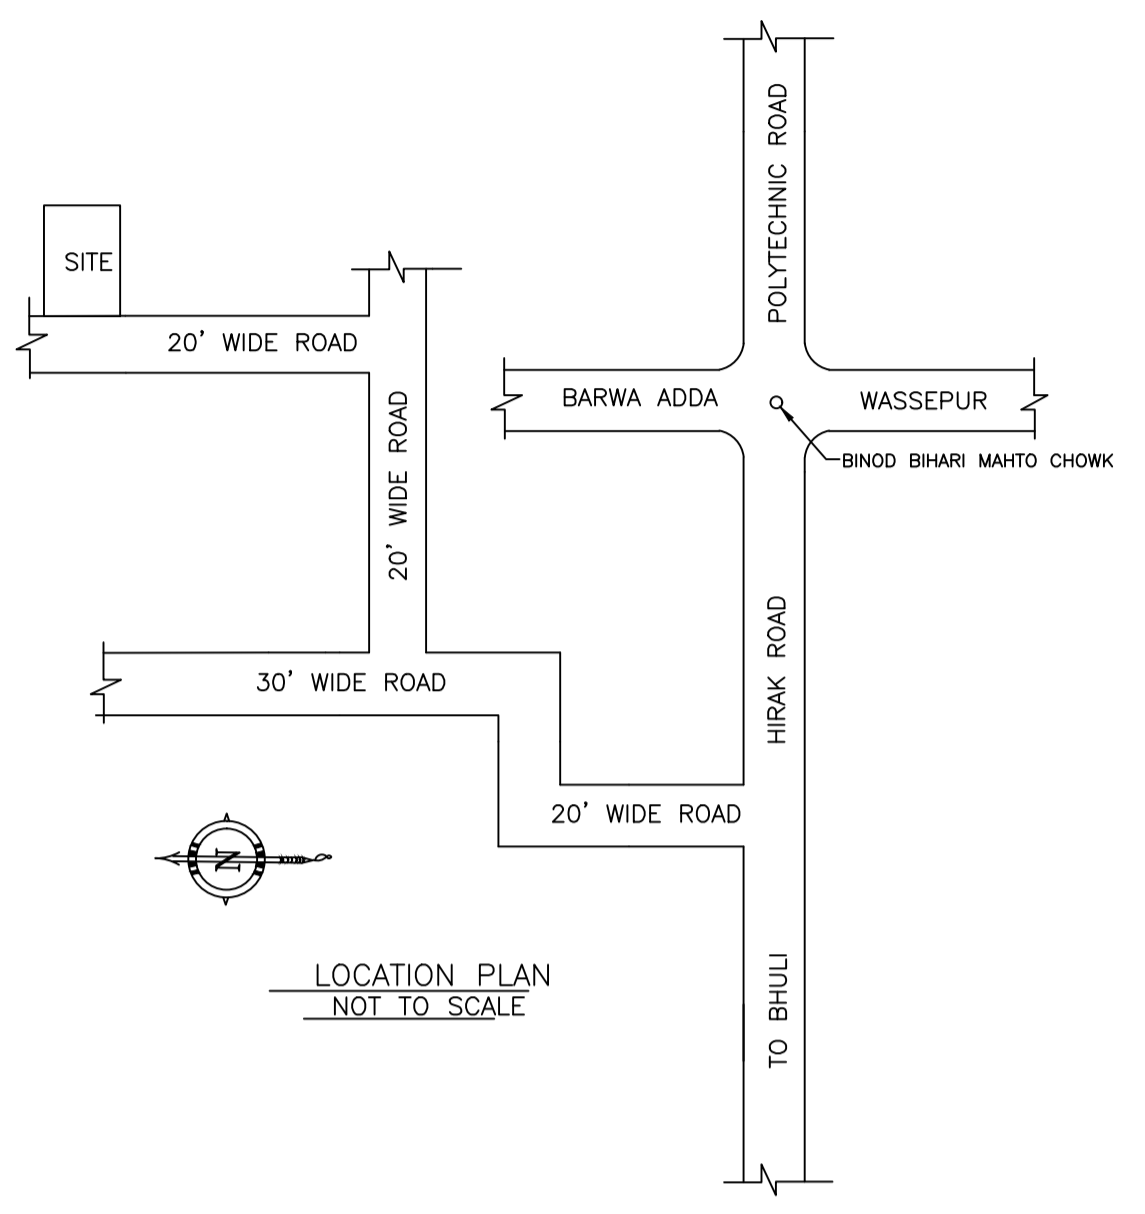 POLYTECHNIC ROAD
SITE
20' WIDE ROAD
BARWA ADDA
WASSEPUR
BINOD BIHARI MAHTO CHOWK
20' WIDE ROAD
HIRAK ROAD
30' WIDE ROAD
20' WIDE ROAD
N
TO BHULI
LOCATION PLAN
NOT TO SCALE